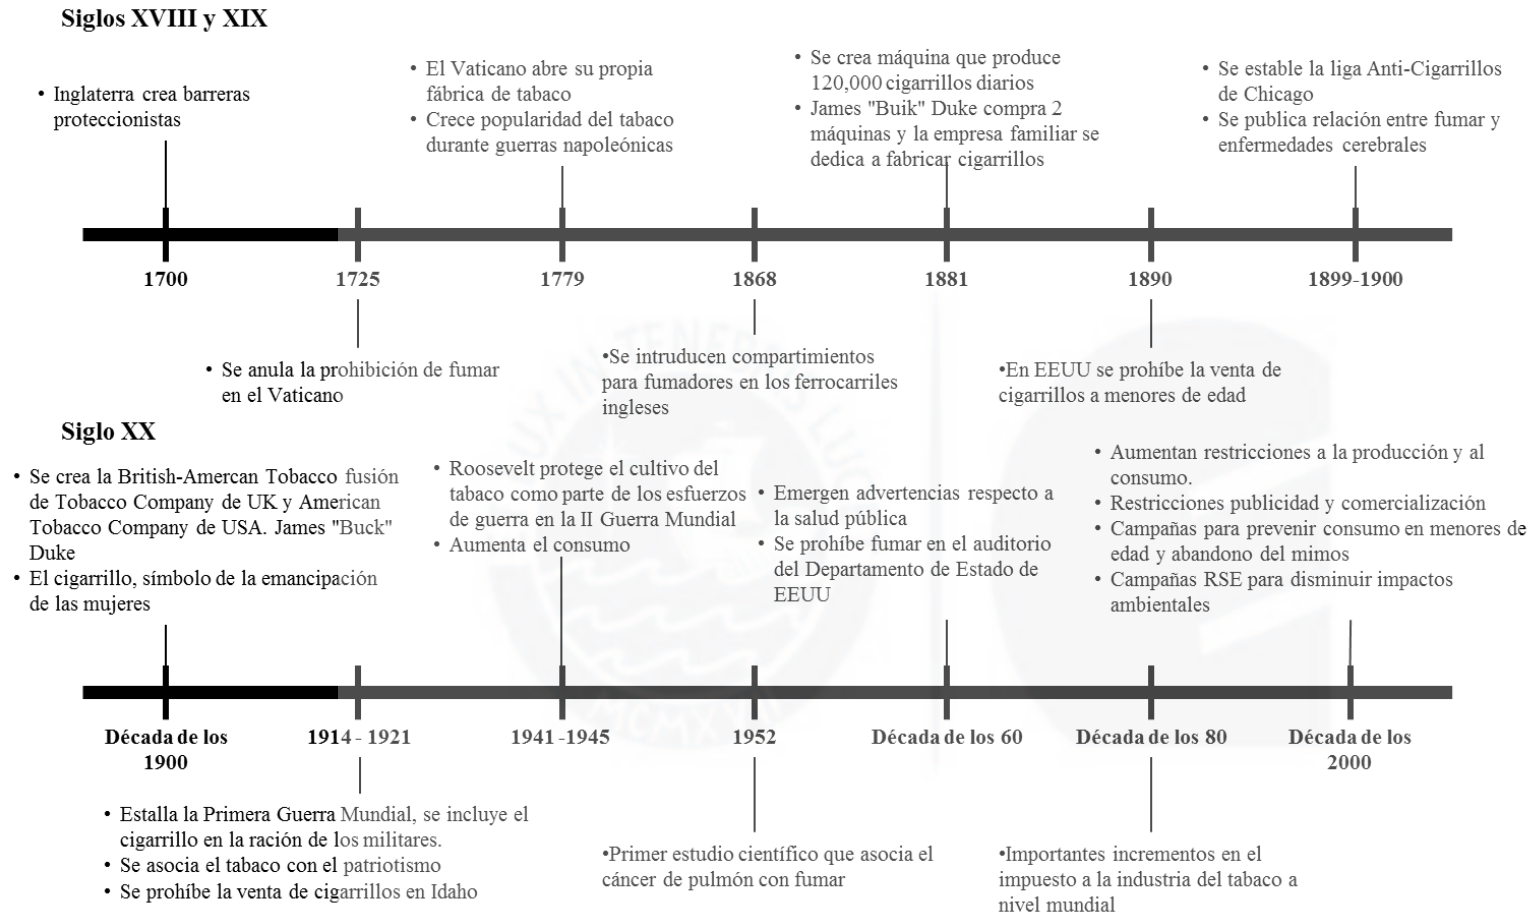 Siglos XVIII y XIX
• Inglaterra crea barreras
proteccionistas
• El Vaticano abre su propia
fábrica de tabaco
• Crece popularidad del tabaco
durante guerras napoleónicas
• Se crea máquina que produce
120,000 cigarrillos diarios
• James "Buik" Duke compra 2
máquinas y la empresa familiar se
dedica a fabricar cigarrillos
• Se estable la liga Anti-Cigarrillos
de Chicago
• Se publica relación entre fumar y
enfermedades cerebrales
1700
1725
1779
1868
1881
1890
1899-1900
• Se anula la prohibición de fumar
en el Vaticano
•Se intruducen compartimientos
para fumadores en los ferrocarriles
ingleses
•En EEUU se prohíbe la venta de
cigarrillos a menores de edad
Siglo XX
• Se crea la British-Amercan Tobacco fusión
de Tobacco Company de UK y American
Tobacco Company de USA. James "Buck"
Duke
• El cigarrillo, símbolo de la emancipación
de las mujeres
• Roosevelt protege el cultivo del
tabaco como parte de los esfuerzos
de guerra en la II Guerra Mundial
• Aumenta el consumo
• Emergen advertencias respecto a
la salud pública
• Se prohíbe fumar en el auditorio
del Departamento de Estado de
EEUU
• Aumentan restricciones a la producción y al
consumo.
• Restricciones publicidad y comercialización
• Campañas para prevenir consumo en menores de
edad y abandono del mimos
• Campañas RSE para disminuir impactos
ambientales
Década de los
1900
1914 - 1921
1941 -1945
1952
Década de los 60
Década de los 80
Década de los
2000
• Estalla la Primera Guerra Mundial, se incluye el
cigarrillo en la ración de los militares.
• Se asocia el tabaco con el patriotismo
• Se prohíbe la venta de cigarrillos en Idaho
•Primer estudio científico que asocia el
cáncer de pulmón con fumar
•Importantes incrementos en el
impuesto a la industria del tabaco a
nivel mundial